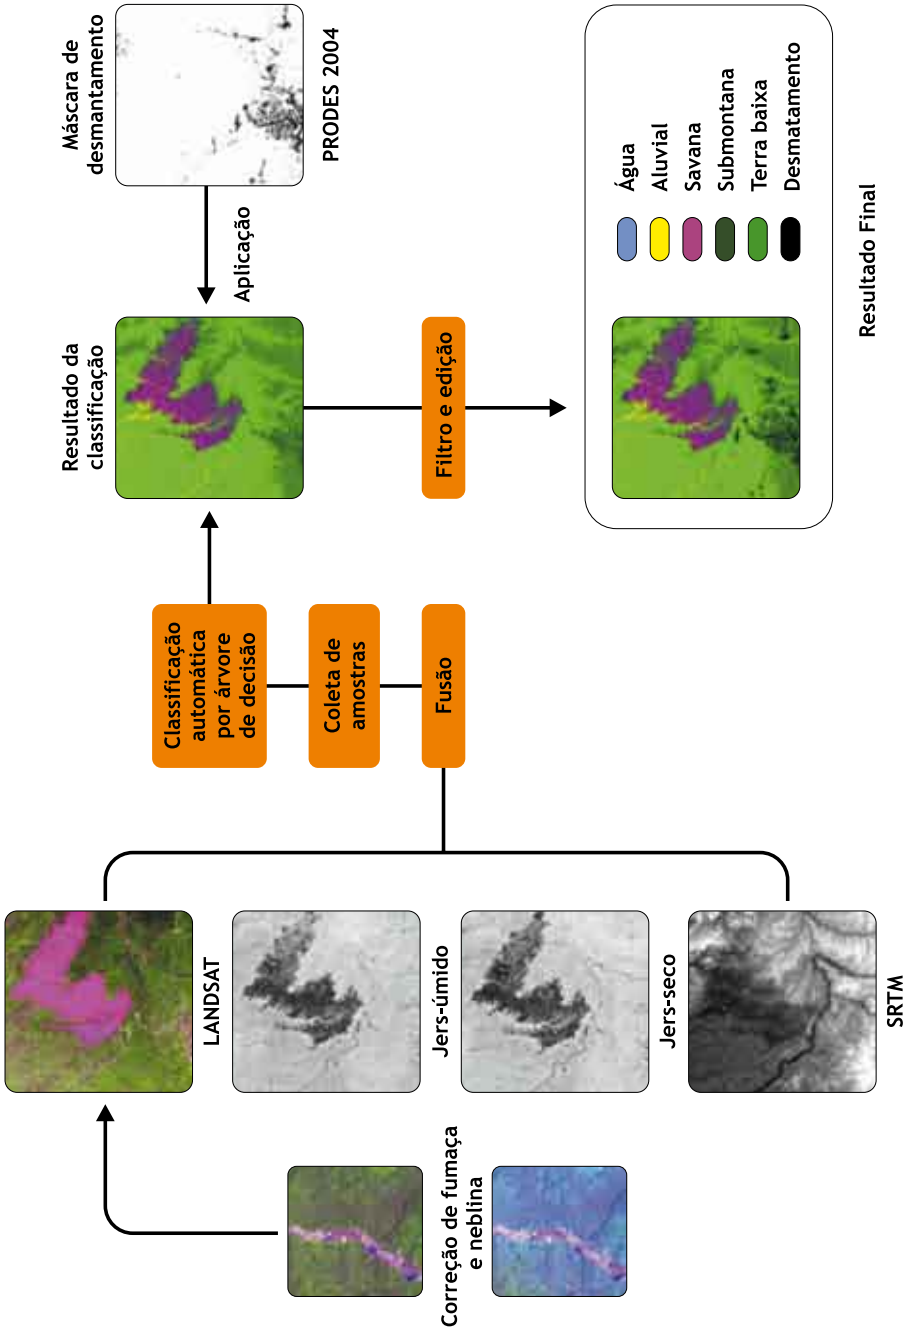 Correção de fumaça
e neblina
LANDSAT
Jers-úmido
Jers-seco
SRTM
Classificação
automática
por árvore
de decisão
Coleta de
amostras
Fusão
Resultado da
classificação
Aplicação
Máscara de
desmantamento
PRODES 2004
Filtro e edição
Água
Aluvial
Savana
Submontana
Terra baixa
Desmatamento
Resultado Final